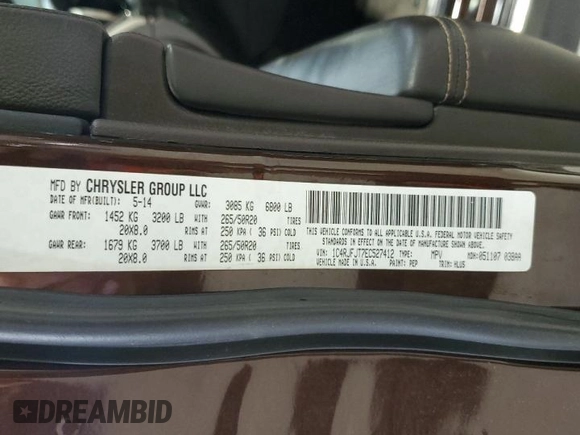 MFD BY CHRYSLER GROUP LLC
DATE OF MFR(BUILT): 5-14 GVWR: 3085 KG 6800 LB
GAWR FRONT: 1452 KG 3200 LB WITH 265/50R20 TIRES
20X8.0 RIMS AT 250 KPA ( 36 PSI) COLD
GAWR REAR: 1679 KG 3700 LB WITH 265/50R20 TIRES
20X8.0 RIMS AT 250 KPA ( 36 PSI) COLD
THIS VEHICLE CONFORMS TO ALL APPLICABLE U.S.A. FEDERAL MOTOR VEHICLE SAFETY
STANDARDS IN EFFECT ON THE DATE OF MANUFACTURE SHOWN ABOVE.
VIN: 1C4RJFJT7EC527412 TYPE: MPV MDH: 051107 038AA
MADE IN U.S.A. PAINT: PEP TRIM: HLUS
DREAMBID